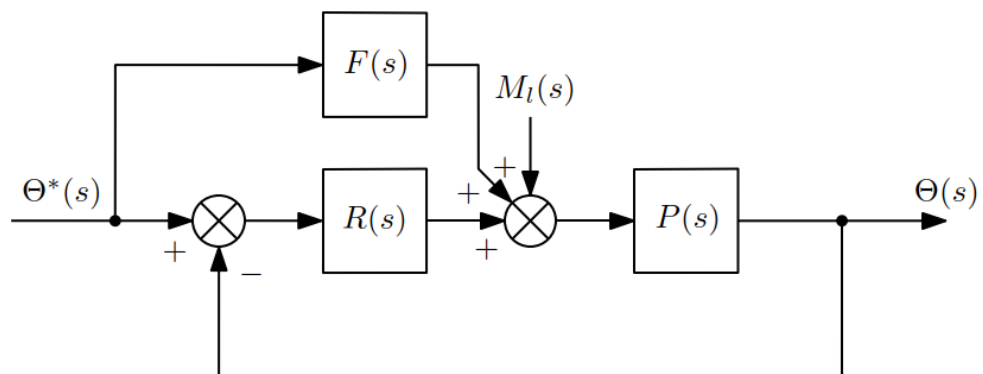 F(s)
M_l(s)
Θ*(s)
+
+
R(s)
P(s)
Θ(s)
+
−
+